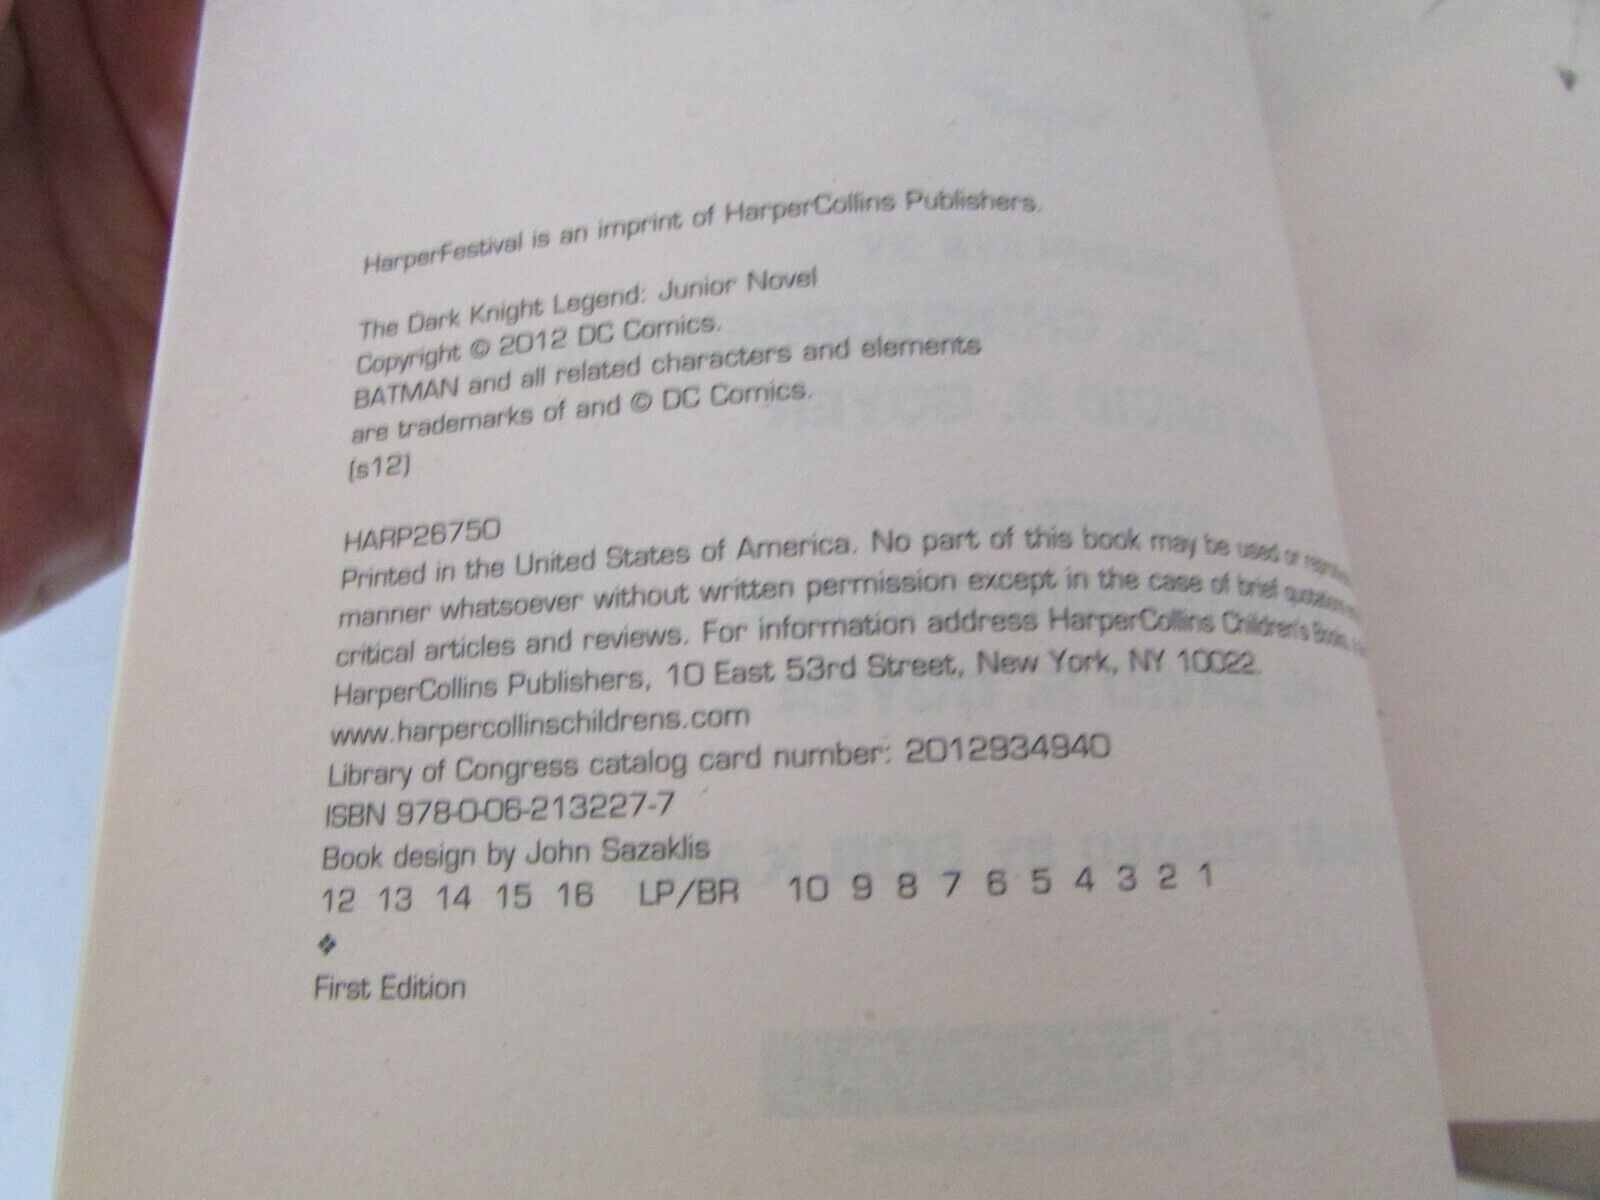 HarperFestival is an imprint of HarperCollins Publishers.
The Dark Knight Legend: Junior Novel
Copyright © 2012 DC Comics.
BATMAN and all related characters and elements
are trademarks of and © DC Comics.
(s12)
HARP26750
Printed in the United States of America. No part of this book may be used or
manner whatsoever without written permission except in the case of brief quotations
critical articles and reviews. For information address HarperCollins Children's Books,
HarperCollins Publishers, 10 East 53rd Street, New York, NY 10022.
www.harpercollinschildrens.com
Library of Congress catalog card number: 2012934940
ISBN 978-0-06-213227-7
Book design by John Sazaklis
12 13 14 15 16 LP/BR 10 9 8 7 6 5 4 3 2 1
❖
First Edition